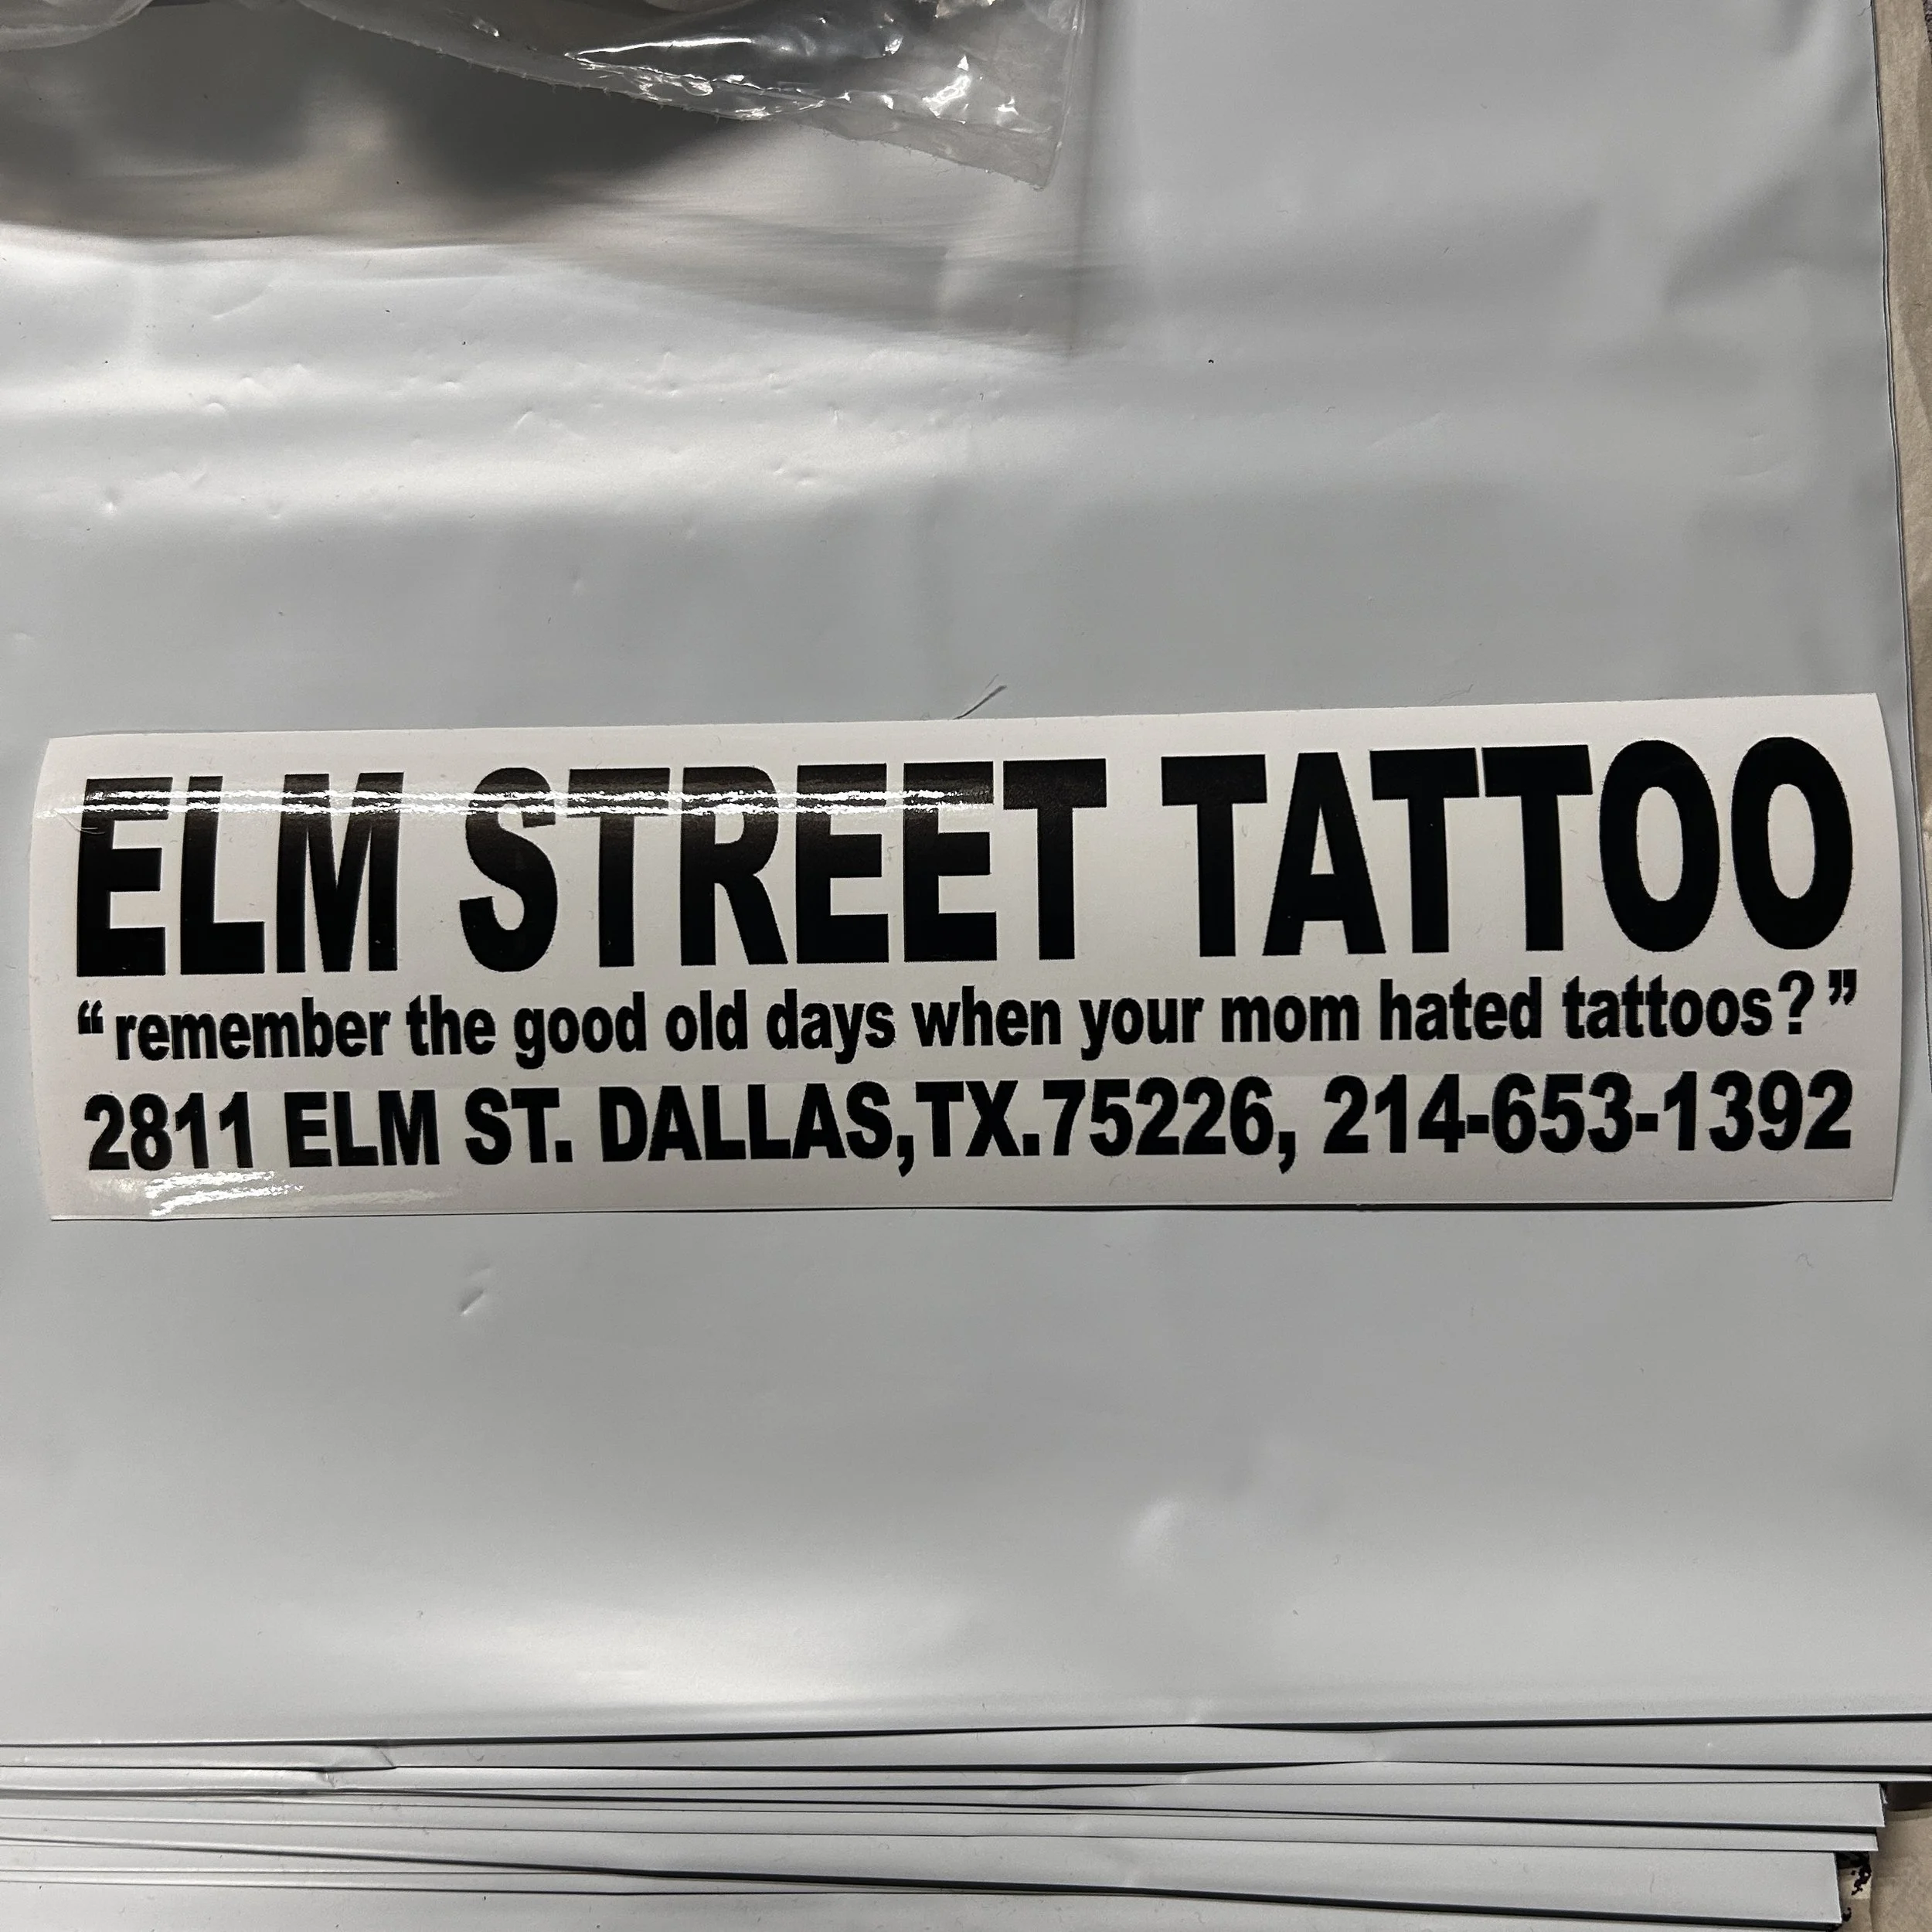 ELM STREET TATTOO
“remember the good old days when your mom hated tattoos?”
2811 ELM ST. DALLAS,TX.75226, 214-653-1392